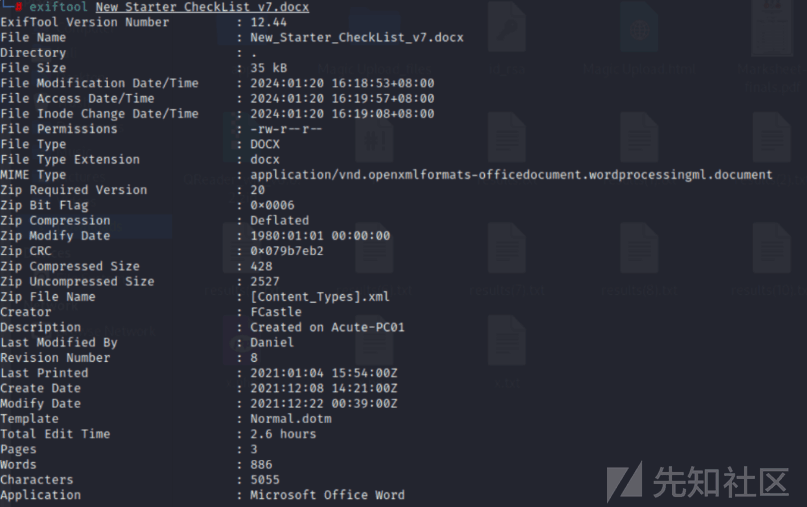 └─# exiftool New_Starter_CheckList_v7.docx
ExifTool Version Number : 12.44
File Name : New_Starter_CheckList_v7.docx
Directory : .
File Size : 35 kB
File Modification Date/Time : 2024:01:20 16:18:53+08:00
File Access Date/Time : 2024:01:20 16:19:57+08:00
File Inode Change Date/Time : 2024:01:20 16:19:08+08:00
File Permissions : -rw-r--r--
File Type : DOCX
File Type Extension : docx
MIME Type : application/vnd.openxmlformats-officedocument.wordprocessingml.document
Zip Required Version : 20
Zip Bit Flag : 0×0006
Zip Compression : Deflated
Zip Modify Date : 1980:01:01 00:00:00
Zip CRC : 0×079b7eb2
Zip Compressed Size : 428
Zip Uncompressed Size : 2527
Zip File Name : [Content_Types].xml
Creator : FCastle
Description : Created on Acute-PC01
Last Modified By : Daniel
Revision Number : 8
Last Printed : 2021:01:04 15:54:00Z
Create Date : 2021:12:08 14:21:00Z
Modify Date : 2021:12:22 00:39:00Z
Template : Normal.dotm
Total Edit Time : 2.6 hours
Pages : 3
Words : 886
Characters : 5055
Application : Microsoft Office Word
先知社区